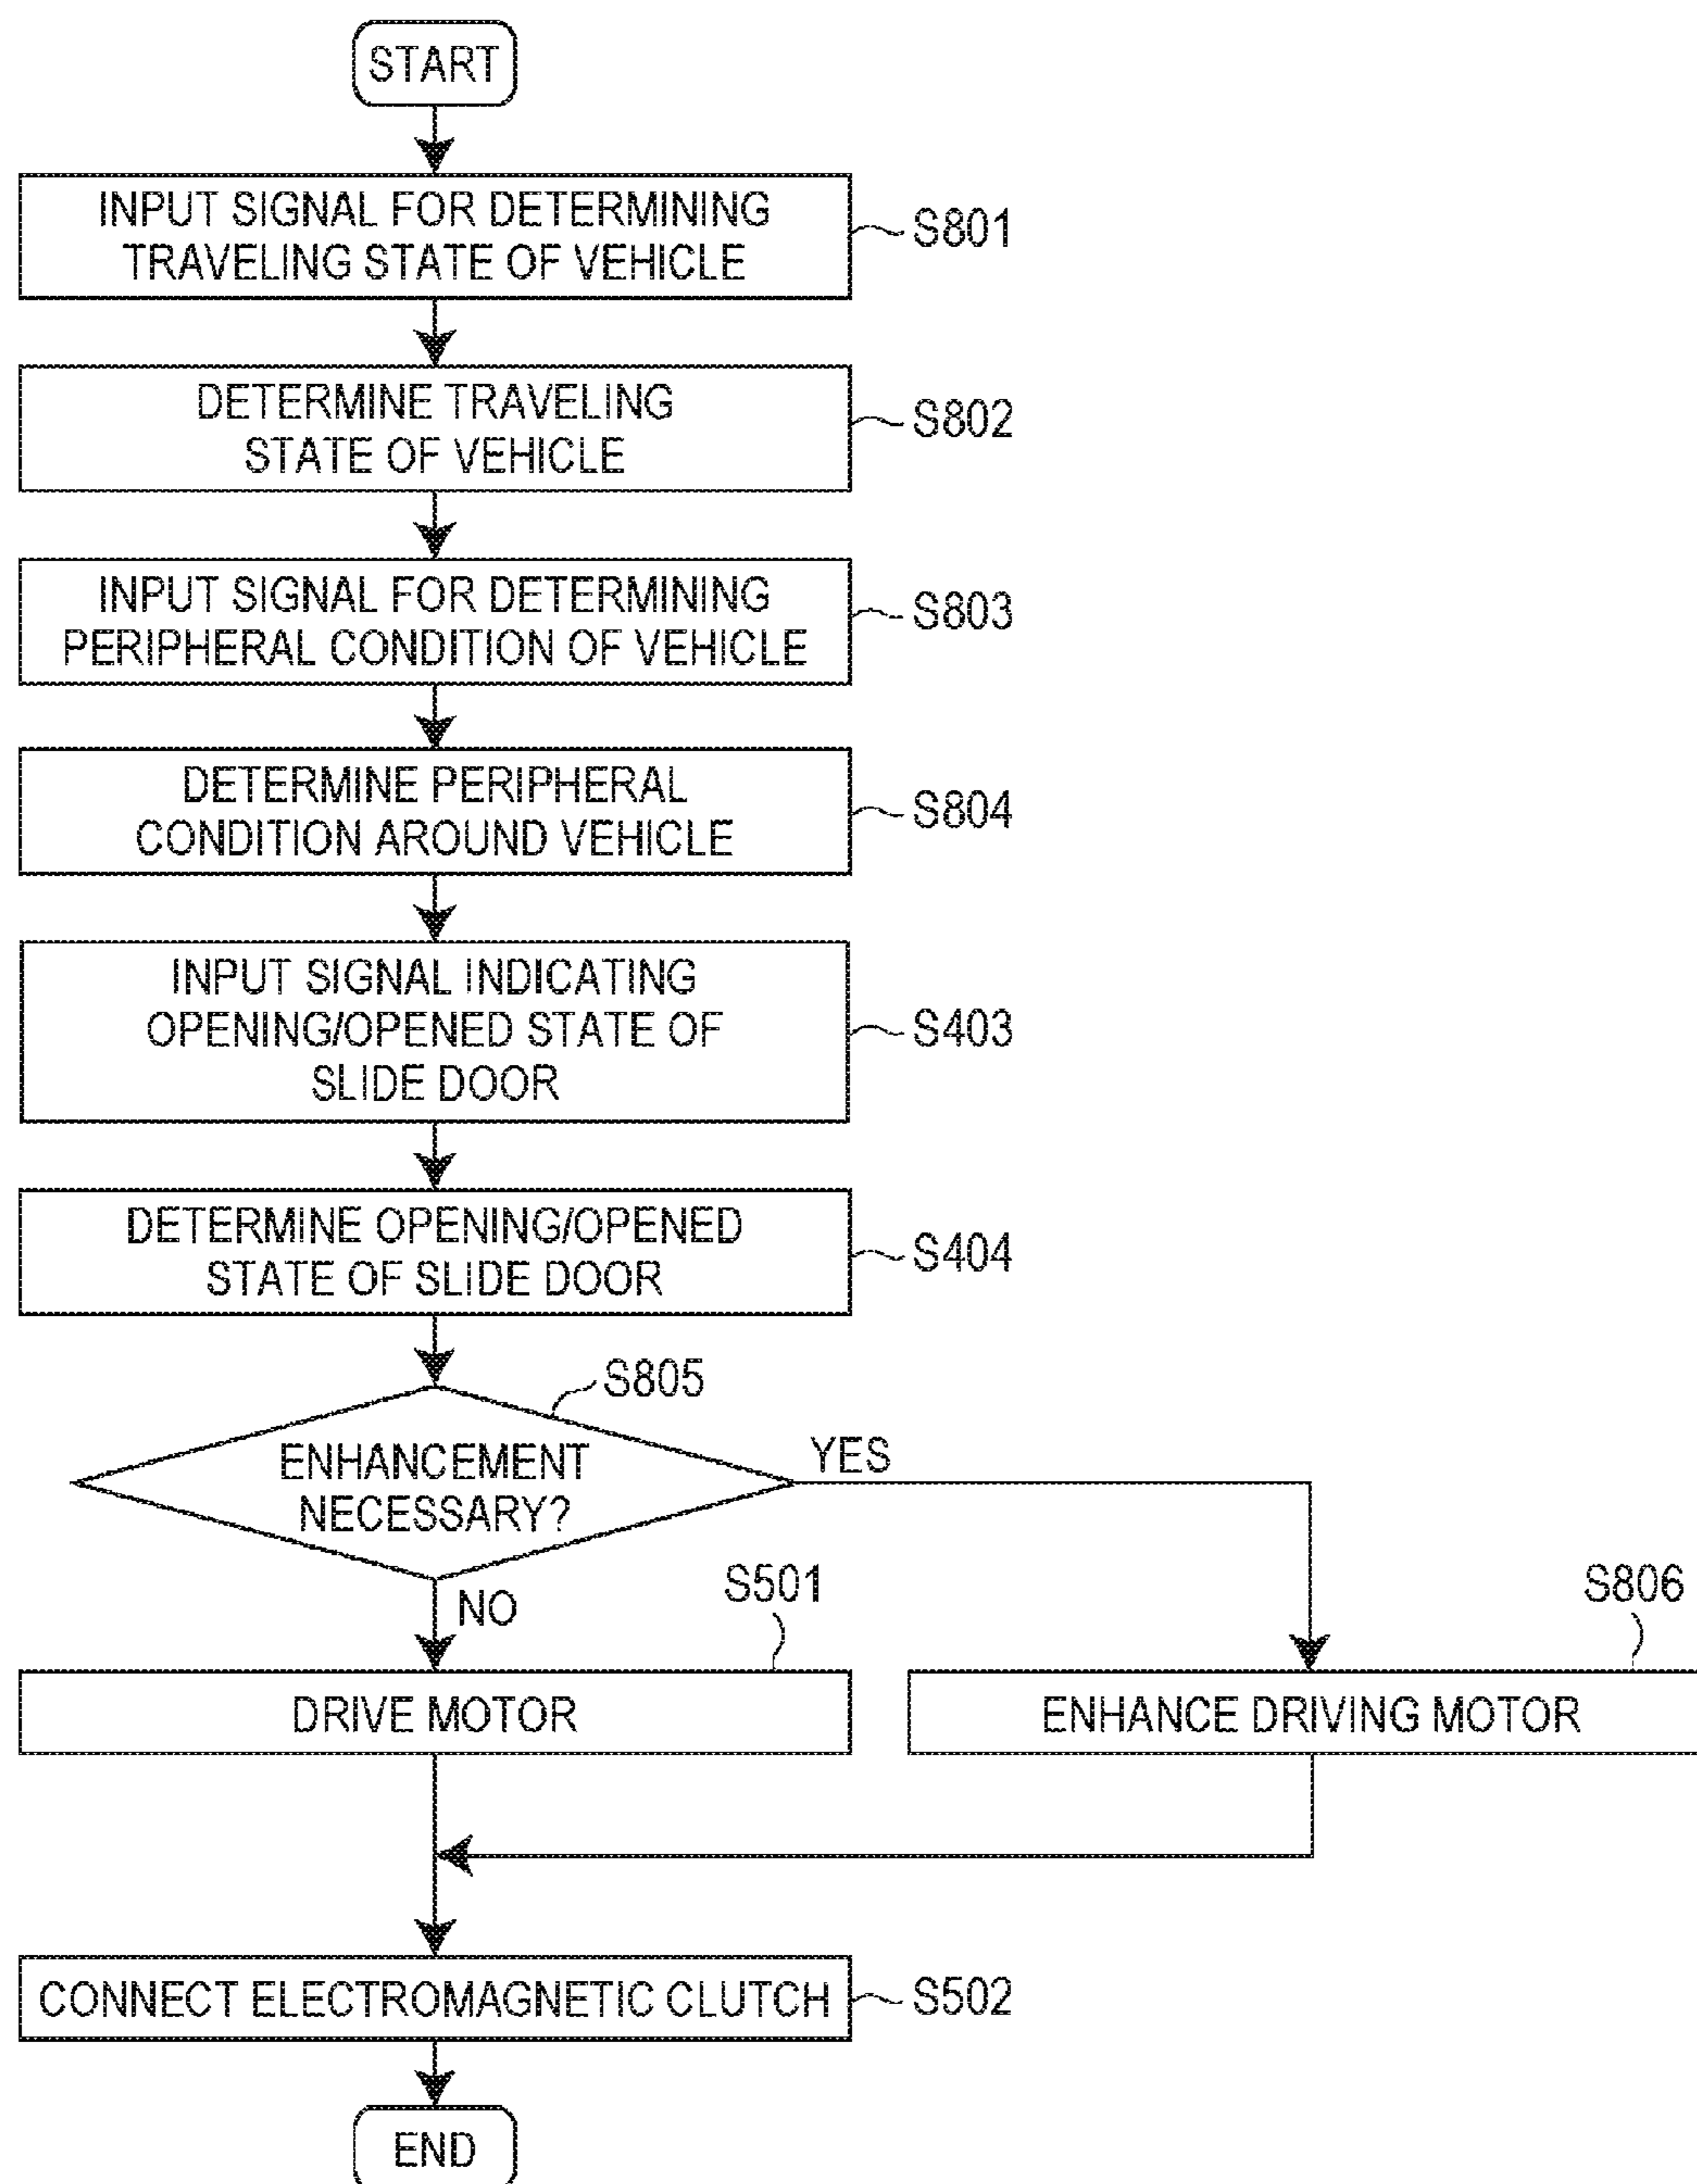 START
INPUT SIGNAL FOR DETERMINING
TRAVELING STATE OF VEHICLE
S801
DETERMINE TRAVELING
STATE OF VEHICLE
S802
INPUT SIGNAL FOR DETERMINING
PERIPHERAL CONDITION OF VEHICLE
S803
DETERMINE PERIPHERAL
CONDITION AROUND VEHICLE
S804
INPUT SIGNAL INDICATING
OPENING/OPENED STATE OF
SLIDE DOOR
S403
DETERMINE OPENING/OPENED
STATE OF SLIDE DOOR
S404
S805
ENHANCEMENT
NECESSARY?
YES
NO
S501
S806
DRIVE MOTOR
ENHANCE DRIVING MOTOR
CONNECT ELECTROMAGNETIC CLUTCH
S502
END